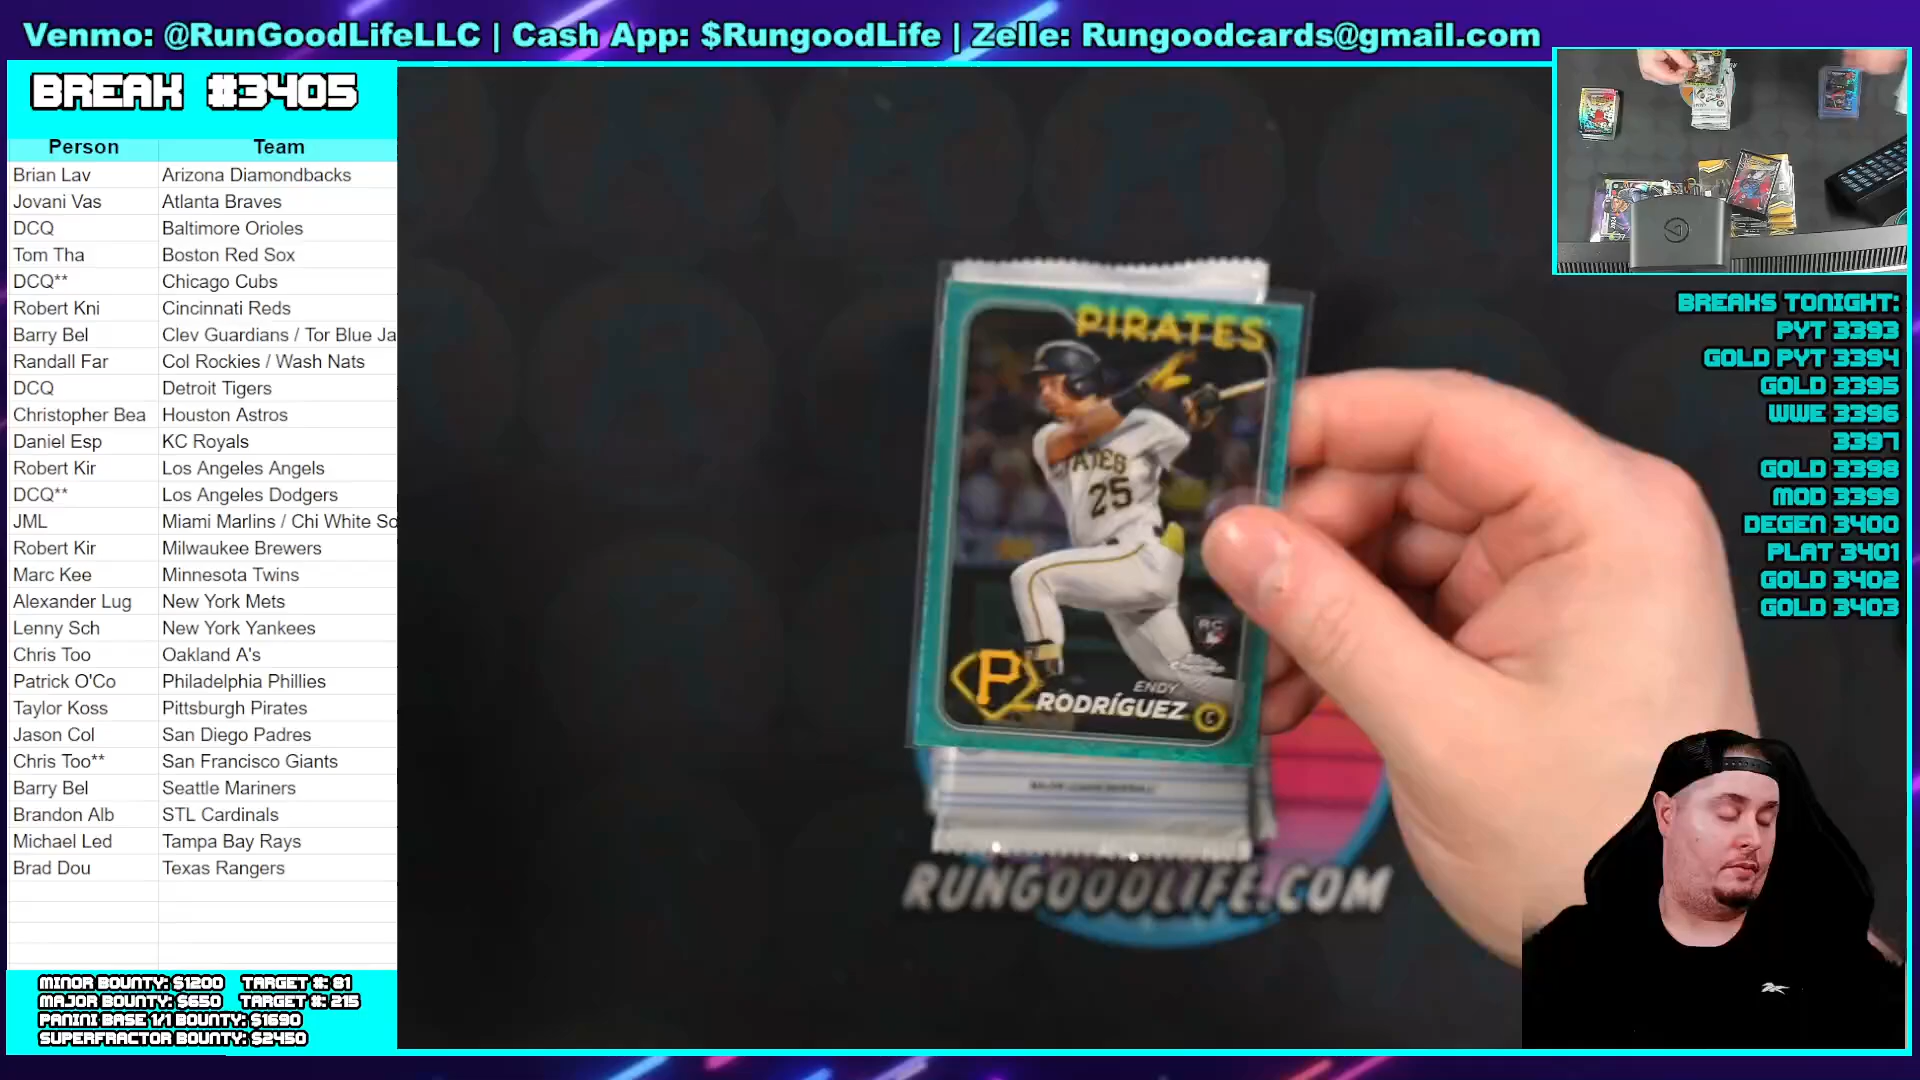 Venmo: @RunGoodLifeLLC | Cash App: $RungoodLife | Zelle: Rungoodcards@gmail.com
BREAK #3405
Person Team
Brian Lav Arizona Diamondbacks
Jovani Vas Atlanta Braves
DCQ Baltimore Orioles
Tom Tha Boston Red Sox
DCQ** Chicago Cubs
Robert Kni Cincinnati Reds
Barry Bel Clev Guardians / Tor Blue Ja
Randall Far Col Rockies / Wash Nats
DCQ Detroit Tigers
Christopher Bea Houston Astros
Daniel Esp KC Royals
Robert Kir Los Angeles Angels
DCQ** Los Angeles Dodgers
JML Miami Marlins / Chi White So
Robert Kir Milwaukee Brewers
Marc Kee Minnesota Twins
Alexander Lug New York Mets
Lenny Sch New York Yankees
Chris Too Oakland A's
Patrick O'Co Philadelphia Phillies
Taylor Koss Pittsburgh Pirates
Jason Col San Diego Padres
Chris Too** San Francisco Giants
Barry Bel Seattle Mariners
Brandon Alb STL Cardinals
Michael Led Tampa Bay Rays
Brad Dou Texas Rangers
MINOR BOUNTY: $1200 TARGET #: 81
MAJOR BOUNTY: $650 TARGET #: 215
PANINI BASE 1/1 BOUNTY: $1690
SUPERFRACTOR BOUNTY: $2450
PIRATES
ATES
25
RC
P
ENDY
RODRÍGUEZ C
MAJOR LEAGUE BASEBALL
RUNGOODLIFE.COM
BREAKS TONIGHT:
PYT 3393
GOLD PYT 3394
GOLD 3395
WWE 3396
3397
GOLD 3398
MOD 3399
DEGEN 3400
PLAT 3401
GOLD 3402
GOLD 3403